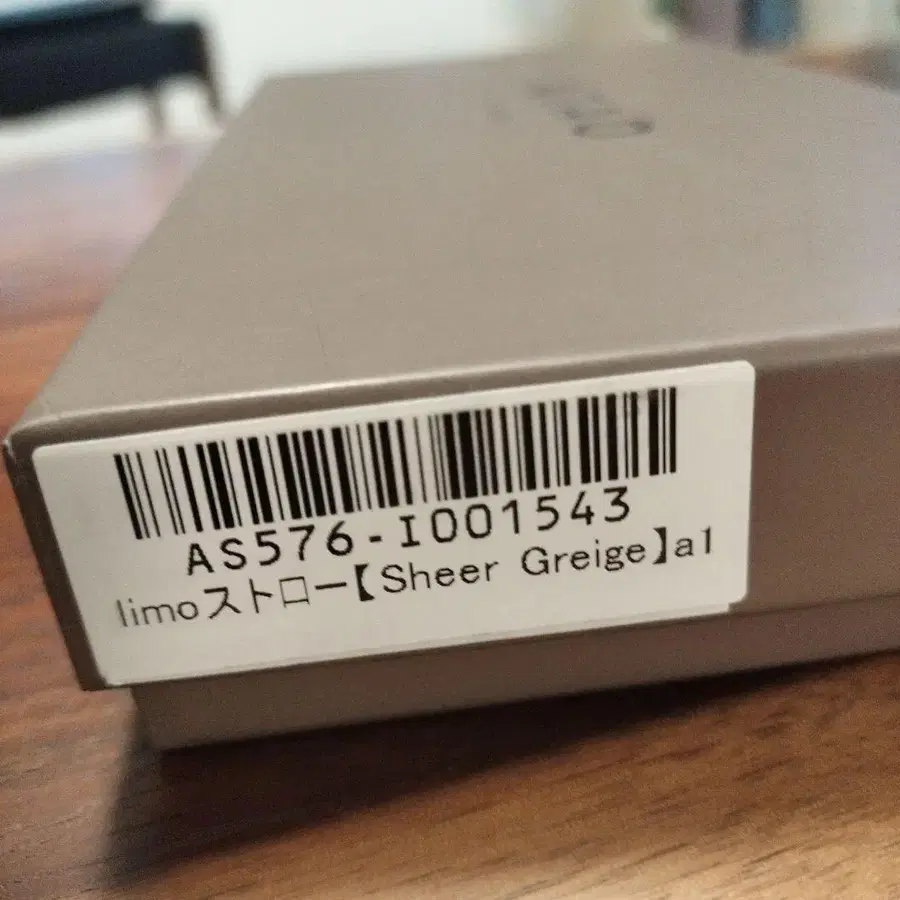 AS576-I001543
limoストロー【Sheer Greige】a1